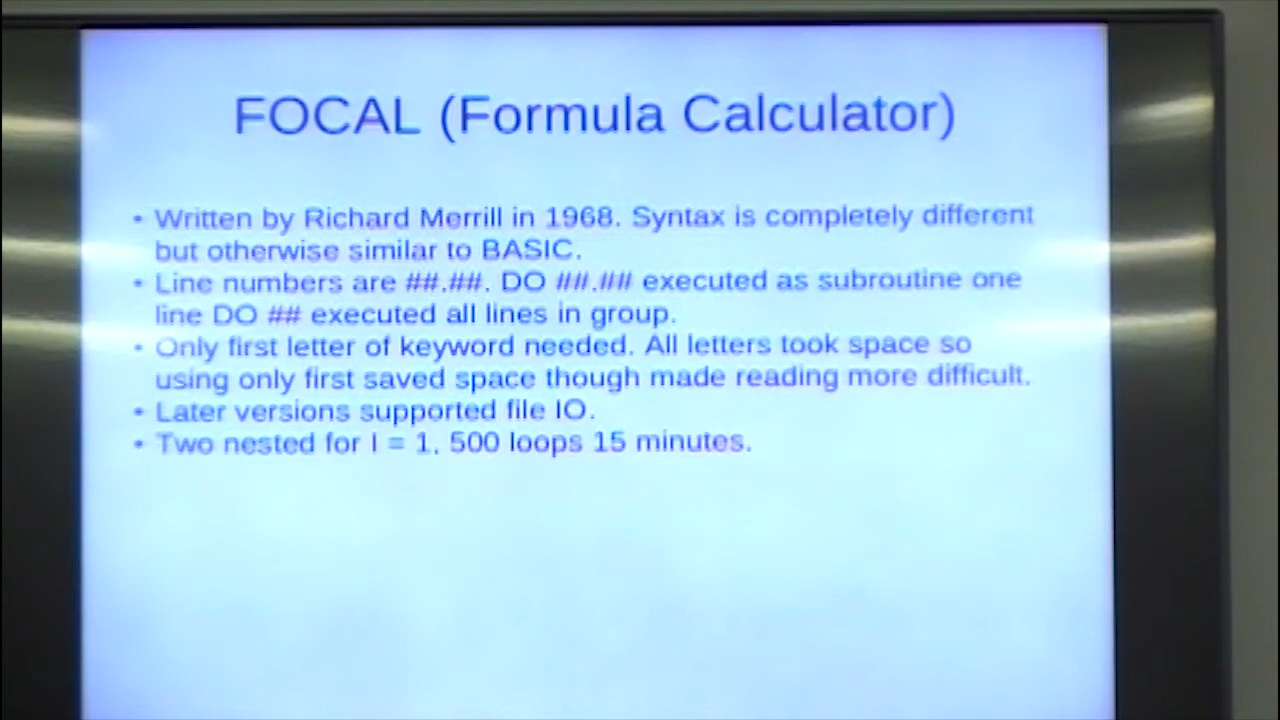 FOCAL (Formula Calculator)
• Written by Richard Merrill in 1968. Syntax is completely different
but otherwise similar to BASIC.
• Line numbers are ##.##. DO ##.## executed as subroutine one
line DO ## executed all lines in group.
• Only first letter of keyword needed. All letters took space so
using only first saved space though made reading more difficult.
• Later versions supported file IO.
• Two nested for I = 1, 500 loops 15 minutes.